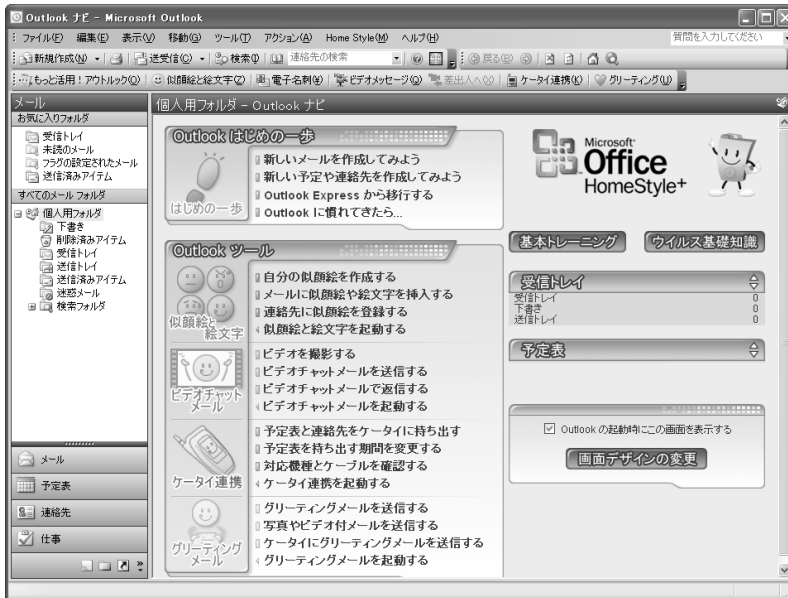 Outlook ナビ - Microsoft Outlook
ファイル(F) 編集(E) 表示(V) 移動(G) ツール(T) アクション(A) Home Style(M) ヘルプ(H) 質問を入力してください
新規作成(N) 送受信(C) 検索(I) 連絡先の検索 戻る(B)
もっと活用!アウトルック(O) 似顔絵と絵文字(Z) 電子名刺(¥) ビデオメッセージ(Q) 差出人へ(X) ケータイ連携(K) グリーティング(U)
メール
個人用フォルダ - Outlook ナビ
お気に入りフォルダ
受信トレイ
未読のメール
フラグの設定されたメール
送信済みアイテム
すべてのメール フォルダ
個人用フォルダ
下書き
削除済みアイテム
受信トレイ
送信トレイ
送信済みアイテム
迷惑メール
検索フォルダ
メール
予定表
連絡先
仕事
Outlook はじめの一歩
はじめの一歩
新しいメールを作成してみよう
新しい予定や連絡先を作成してみよう
Outlook Express から移行する
Outlook に慣れてきたら...
Outlook ツール
似顔絵と
絵文字
自分の似顔絵を作成する
メールに似顔絵や絵文字を挿入する
連絡先に似顔絵を登録する
似顔絵と絵文字を起動する
ビデオチャット
メール
ビデオを撮影する
ビデオチャットメールを送信する
ビデオチャットメールで返信する
ビデオチャットメールを起動する
ケータイ連携
予定表と連絡先をケータイに持ち出す
予定表を持ち出す期間を変更する
対応機種とケーブルを確認する
ケータイ連携を起動する
グリーティング
メール
グリーティングメールを送信する
写真やビデオ付メールを送信する
ケータイにグリーティングメールを送信する
グリーティングメールを起動する
Microsoft
Office
HomeStyle+
基本トレーニング ウイルス基礎知識
受信トレイ
受信トレイ 0
下書き 0
送信トレイ 0
予定表
Outlook の起動時にこの画面を表示する
画面デザインの変更